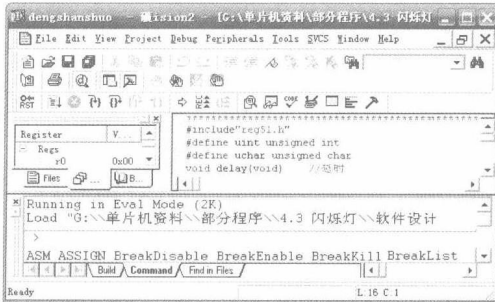 dengshanshuo - 礦ision2 - [G:\单片机资料\部分程序\4.3 闪烁灯
File Edit View Project Debug Peripherals Tools SVCS Window Help
RST
Register V...
Regs
r0 0x00
Files B...
#include"reg51.h"
#define uint unsigned int
#define uchar unsigned char
void delay(void) //延时
Running in Eval Mode (2K)
Load "G:\\单片机资料\\部分程序\\4.3 闪烁灯\\软件设计
>
ASM ASSIGN BreakDisable BreakEnable BreakKill BreakList
Build Command Find in Files
Ready L:16 C:1